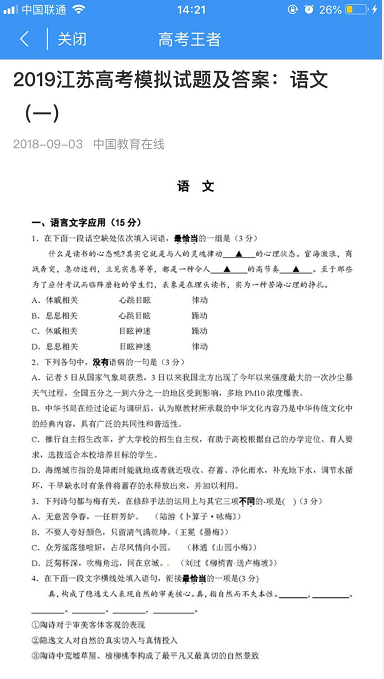 中国联通 14:21 26%
关闭 高考王者
2019江苏高考模拟试题及答案：语文
（一）
2018-09-03 中国教育在线
语 文
一、语言文字应用（15 分）
1．在下面一段话空缺处依次填入词语，最恰当的一组是（3 分）
什么是读书的心态呢?其实它就是与人的灵魂律动 ▲ 的心理状态。宦海激浪，商
战奔突，急功近利，立见实惠等等，都是一种令人 ▲ 的高节奏 ▲ 。至于那些
为了应付考试而临阵磨枪的学生们，表象是在埋头读书，实为一种苦海心理的挣扎。
A．休戚相关 心跳目眩 律动
B．息息相关 心跳目眩 躁动
C．休戚相关 目眩神迷 躁动
D．息息相关 目眩神迷 律动
2．下列各句中，没有语病的一句是（3 分）
A．记者 5 日从国家气象局获悉，3 日以来我国北方出现了今年以来强度最大的一次沙尘暴
天气过程，全国五分之一到六分之一的地区受到影响，多地 PM10 浓度爆表。
B．中华书局在经过论证与调研后，认为原教材所承载的中华文化内容乃是中华传统文化中
的经典内容，具有广泛的共同性和普适性。
C．推行自主招生改革，扩大学校的招生自主权，有助于高校根据自己的办学定位、育人要
求，选拔适合本校培养目标的学生。
D．海绵城市指的是降雨时能就地或者就近吸收、存蓄、净化雨水，补充地下水，调节水循
环，干旱缺水时有条件将蓄存的水释放出来，并加以利用。
3．下列诗句都与梅有关，在修辞手法的运用上与其它三项不同的一项是( )（3 分）
A．无意苦争春，一任群芳妒。 （陆游《卜算子·咏梅》）
B．不要人夸好颜色，只留清气满乾坤。（王冕《墨梅》）
C．众芳摇落独暄妍，占尽风情向小园。 （林逋《山园小梅》）
D．泛菊杯深，吹梅角远，同在京城。. （刘过《柳梢青·送卢梅坡》）
4．在下面一段文字横线处填入语句，衔接最恰当的一项是(3 分)
真，构成了隐逸文人表现自然的审美核心。真，指自然而不失本性。
①陶诗对于审美客体客观的表现
②隐逸文人对自然的真实切入与真情投入
③陶诗中荒墟草屋、榆柳桃李构成了最平凡又最真切的自然景致